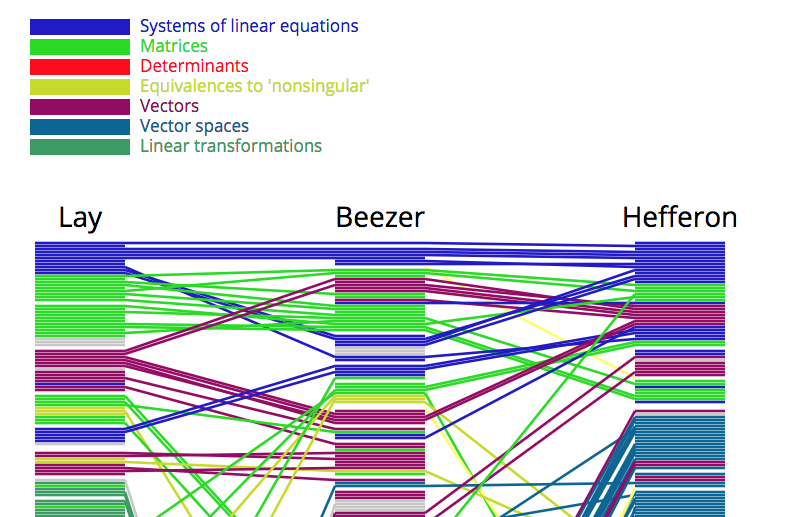 Systems of linear equations
Matrices
Determinants
Equivalences to 'nonsingular'
Vectors
Vector spaces
Linear transformations
Lay Beezer Hefferon